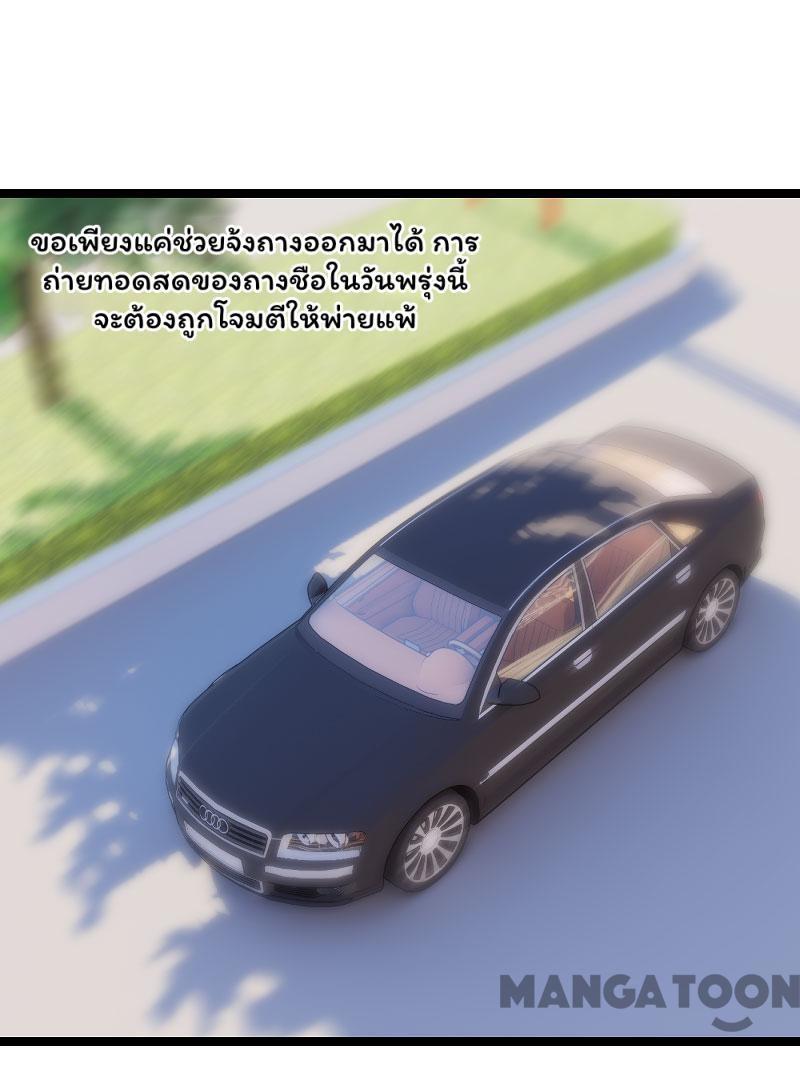 ขอเพียงแค่ช่วยจ้งถางออกมาได้ การ
ถ่ายทอดสดของถางซือในวันพรุ่งนี้
จะต้องถูกโจมตีให้พ่ายแพ้
MANGATOON